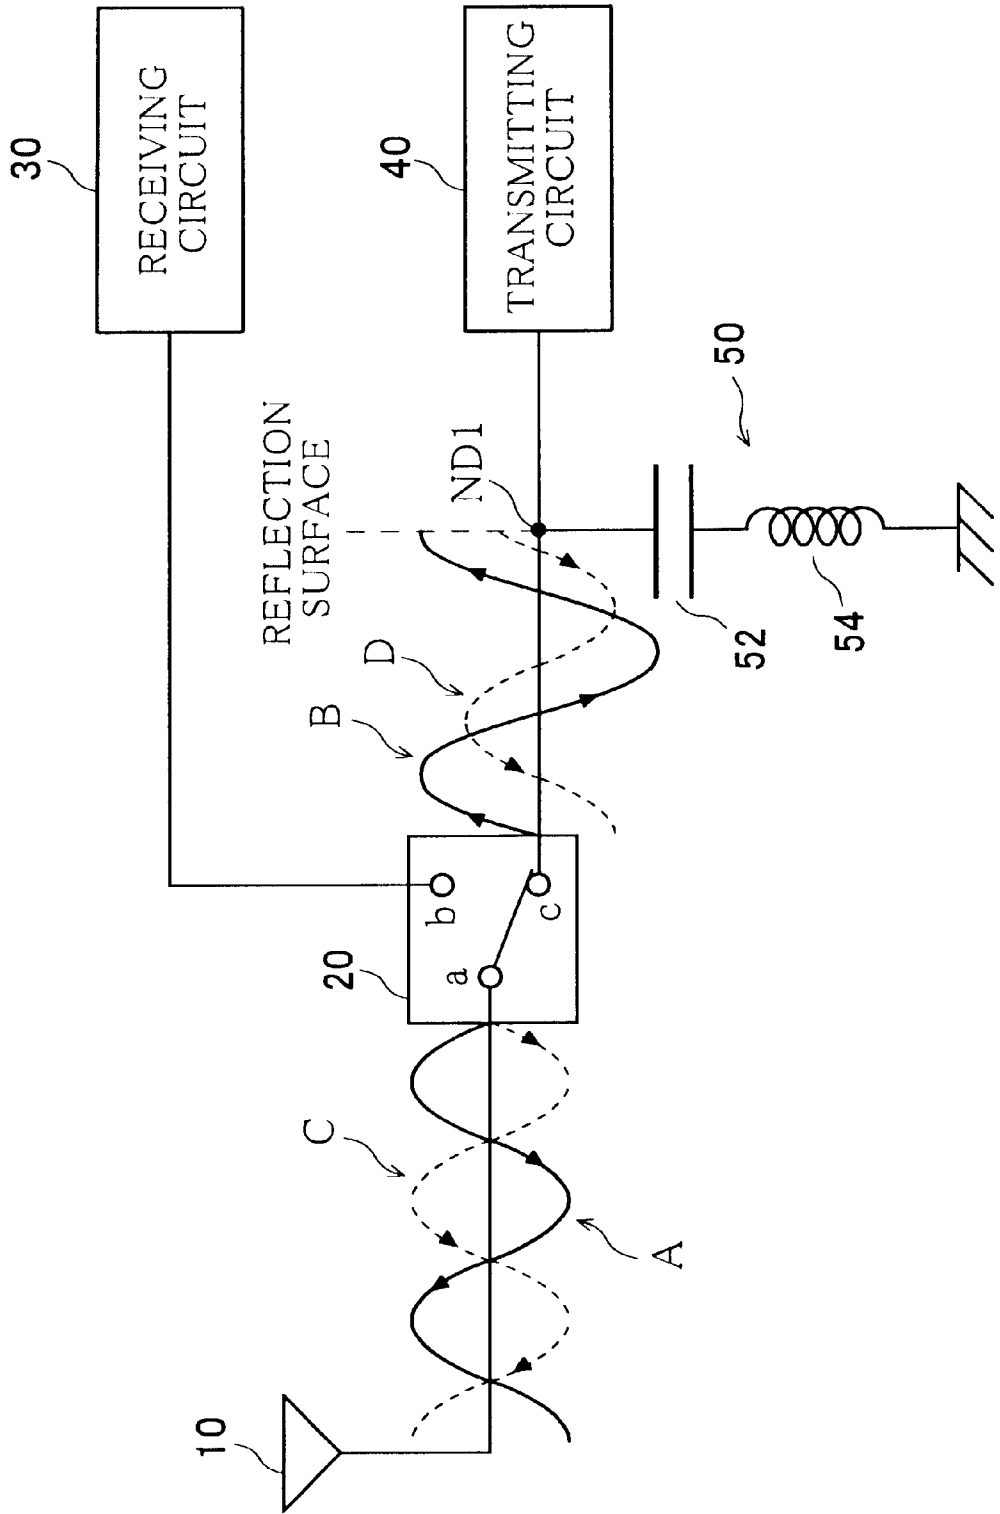 30
RECEIVING
CIRCUIT
40
TRANSMITTING
CIRCUIT
REFLECTION
SURFACE
ND1
50
52
54
D
B
20
b
a
c
C
A
10